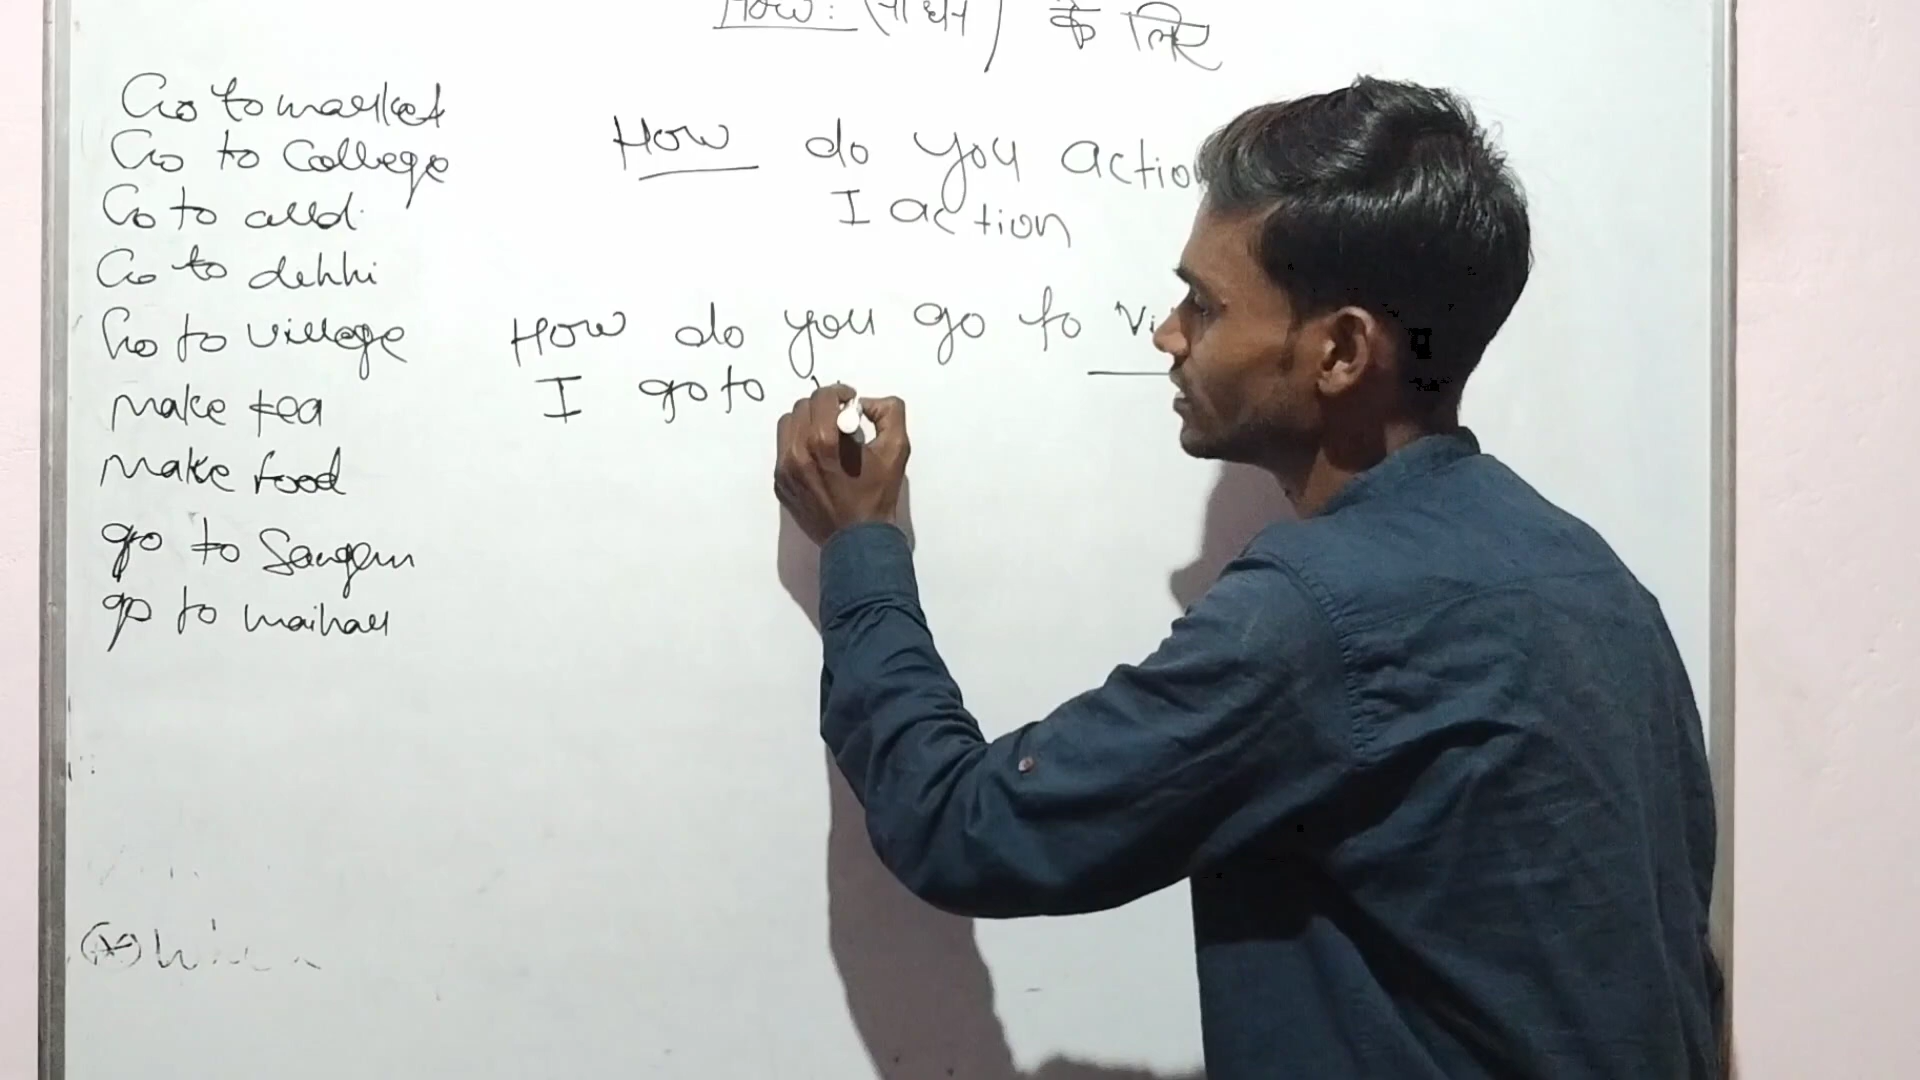 How: (साधन) के लिए
Go to market
Go to College
Go to alld.
Go to dehhi
Go to village
Make tea
Make food
go to Sangam
go to maihar
How do you action
I action
How do you go to Vi
I go to